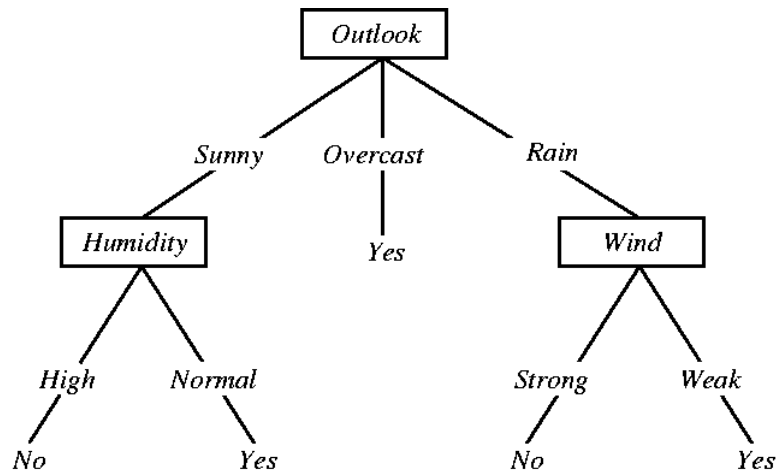 Outlook
Sunny Overcast Rain
Humidity Yes Wind
High Normal Strong Weak
No Yes No Yes